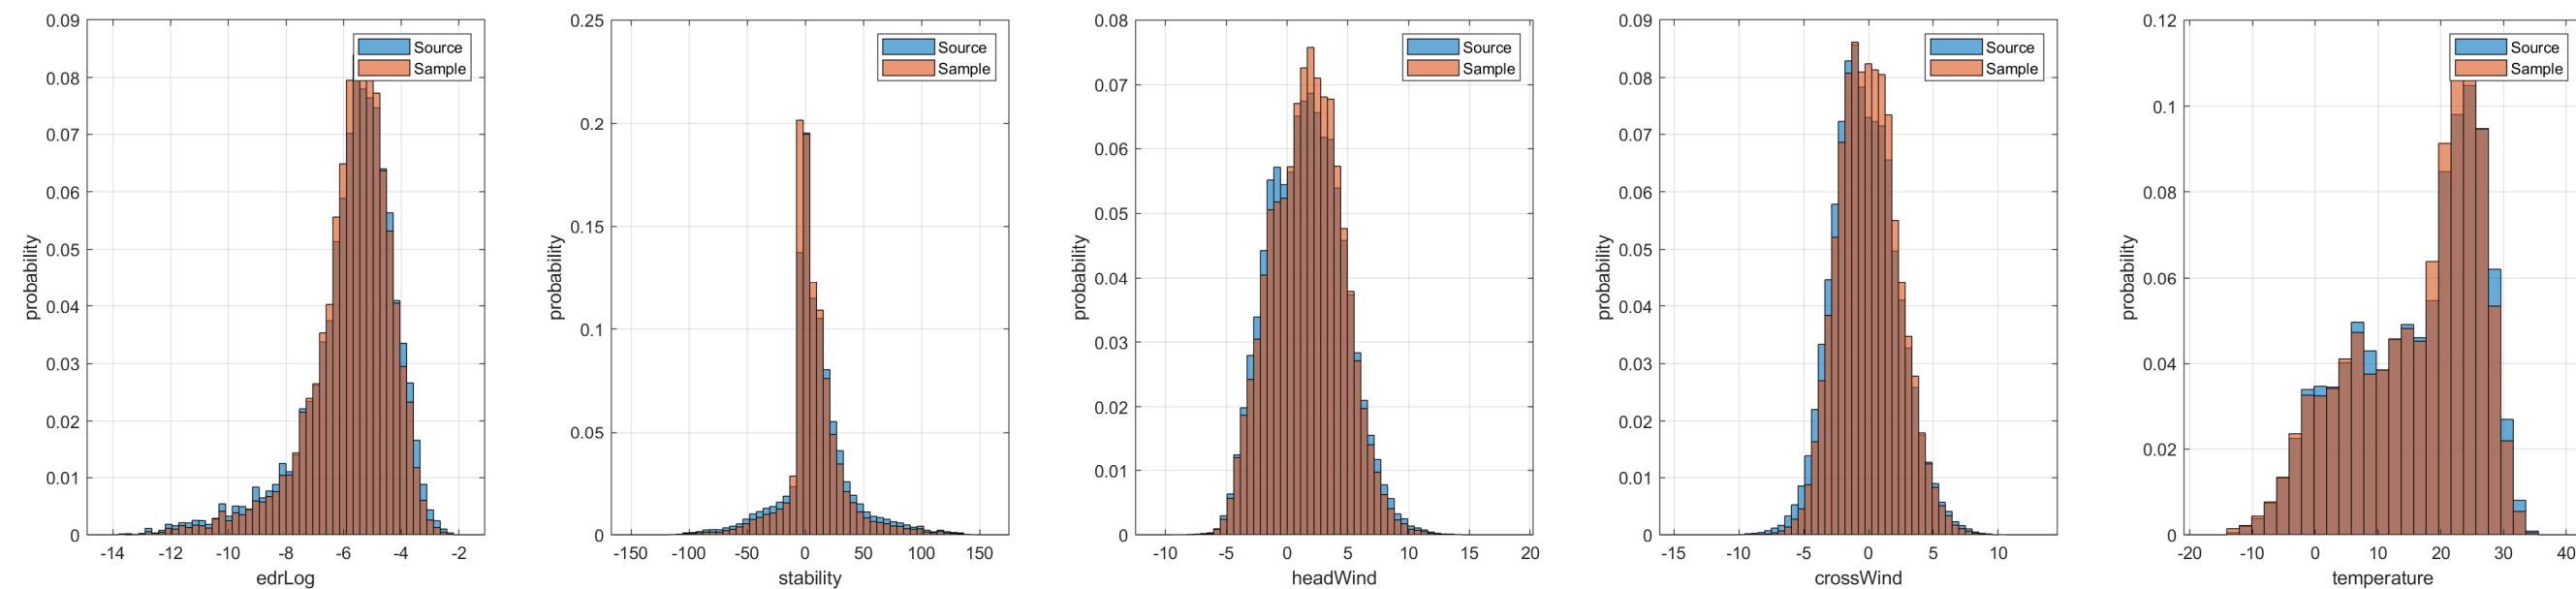 0.09
0.08
0.07
0.06
0.05
0.04
0.03
0.02
0.01
0
probability
-14 -12 -10 -8 -6 -4 -2
edrLog
Source
Sample
0.25
0.2
0.15
0.1
0.05
0
probability
-150 -100 -50 0 50 100 150
stability
Source
Sample
0.08
0.07
0.06
0.05
0.04
0.03
0.02
0.01
0
probability
-10 -5 0 5 10 15 20
headWind
Source
Sample
0.09
0.08
0.07
0.06
0.05
0.04
0.03
0.02
0.01
0
probability
-15 -10 -5 0 5 10
crossWind
Source
Sample
0.12
0.1
0.08
0.06
0.04
0.02
0
probability
-20 -10 0 10 20 30 40
temperature
Source
Sample